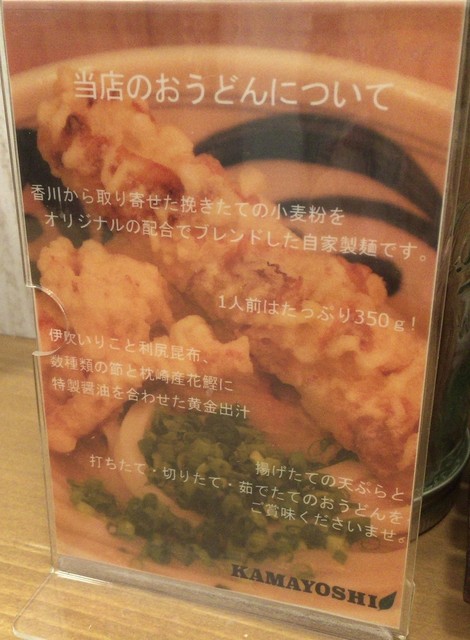 当店のおうどんについて
香川から取り寄せた挽きたての小麦粉を
オリジナルの配合でブレンドした自家製麺です。
1人前はたっぷり350g!
伊吹いりこと利尻昆布、
数種類の節と枕崎産花鰹に
特製醤油を合わせた黄金出汁
揚げたての天ぷらと
打ちたて・切りたて・茹でたてのおうどんを
ご賞味くださいませ。
KAMAYOSHI